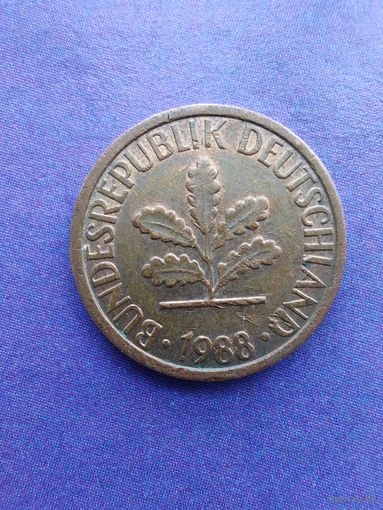 BUNDESREPUBLIK DEUTSCHLAND
· 1988 ·